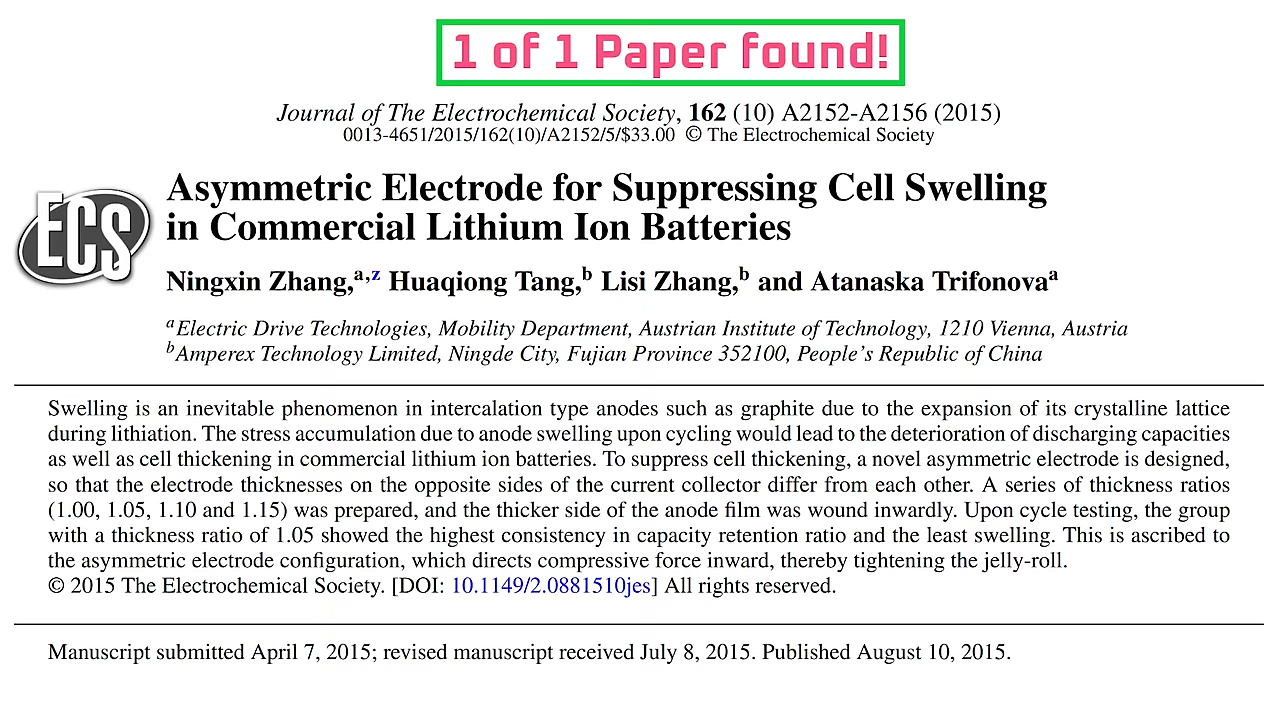 1 of 1 Paper found!
Journal of The Electrochemical Society, 162 (10) A2152-A2156 (2015)
0013-4651/2015/162(10)/A2152/5/$33.00 © The Electrochemical Society
ECS
Asymmetric Electrode for Suppressing Cell Swelling
in Commercial Lithium Ion Batteries
Ningxin Zhang,a,z Huaqiong Tang,b Lisi Zhang,b and Atanaska Trifonovaa
aElectric Drive Technologies, Mobility Department, Austrian Institute of Technology, 1210 Vienna, Austria
bAmperex Technology Limited, Ningde City, Fujian Province 352100, People's Republic of China
Swelling is an inevitable phenomenon in intercalation type anodes such as graphite due to the expansion of its crystalline lattice
during lithiation. The stress accumulation due to anode swelling upon cycling would lead to the deterioration of discharging capacities
as well as cell thickening in commercial lithium ion batteries. To suppress cell thickening, a novel asymmetric electrode is designed,
so that the electrode thicknesses on the opposite sides of the current collector differ from each other. A series of thickness ratios
(1.00, 1.05, 1.10 and 1.15) was prepared, and the thicker side of the anode film was wound inwardly. Upon cycle testing, the group
with a thickness ratio of 1.05 showed the highest consistency in capacity retention ratio and the least swelling. This is ascribed to
the asymmetric electrode configuration, which directs compressive force inward, thereby tightening the jelly-roll.
© 2015 The Electrochemical Society. [DOI: 10.1149/2.0881510jes] All rights reserved.
Manuscript submitted April 7, 2015; revised manuscript received July 8, 2015. Published August 10, 2015.